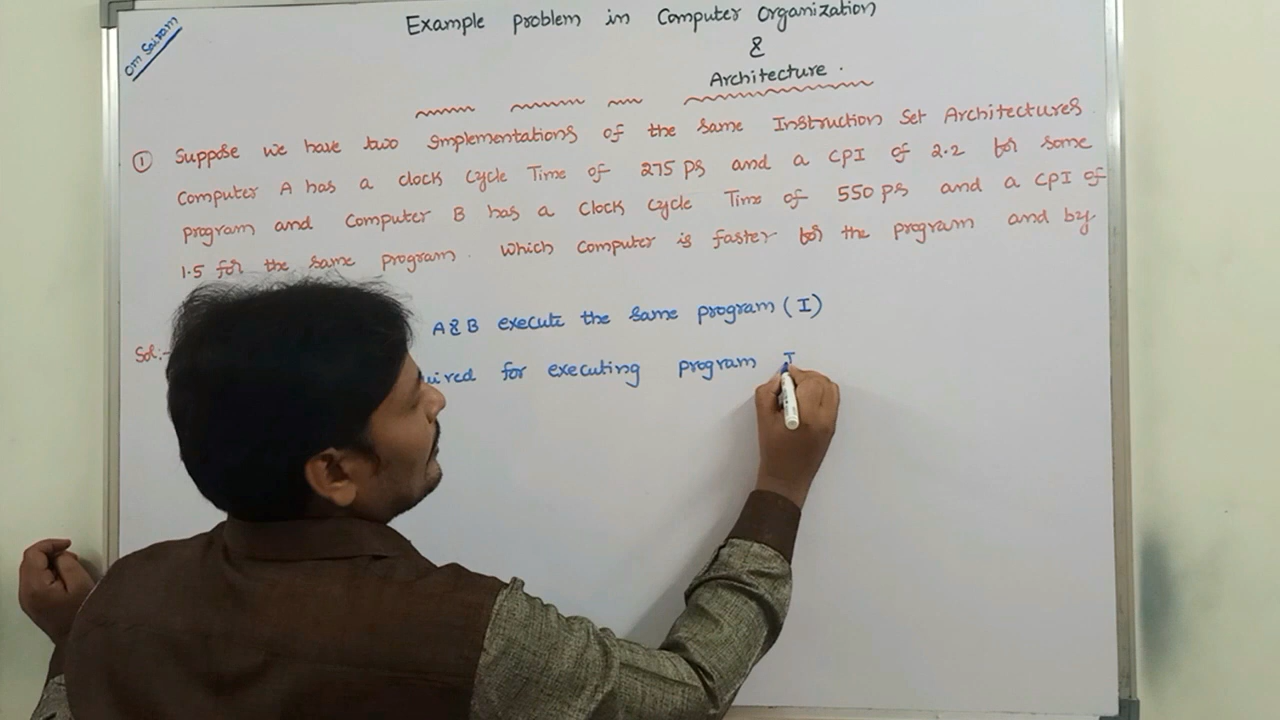 Om Sairam
Example problem in Computer Organization
&
Architecture.
① Suppose we have two Implementations of the same Instruction Set Architectures.
Computer A has a clock cycle Time of 275 ps and a CPI of 2.2 for some
program and Computer B has a Clock cycle Time of 550 ps and a CPI of
1.5 for the same program. Which computer is faster for the program and by
Sol:-
A & B execute the same program (I)
uired for executing program I